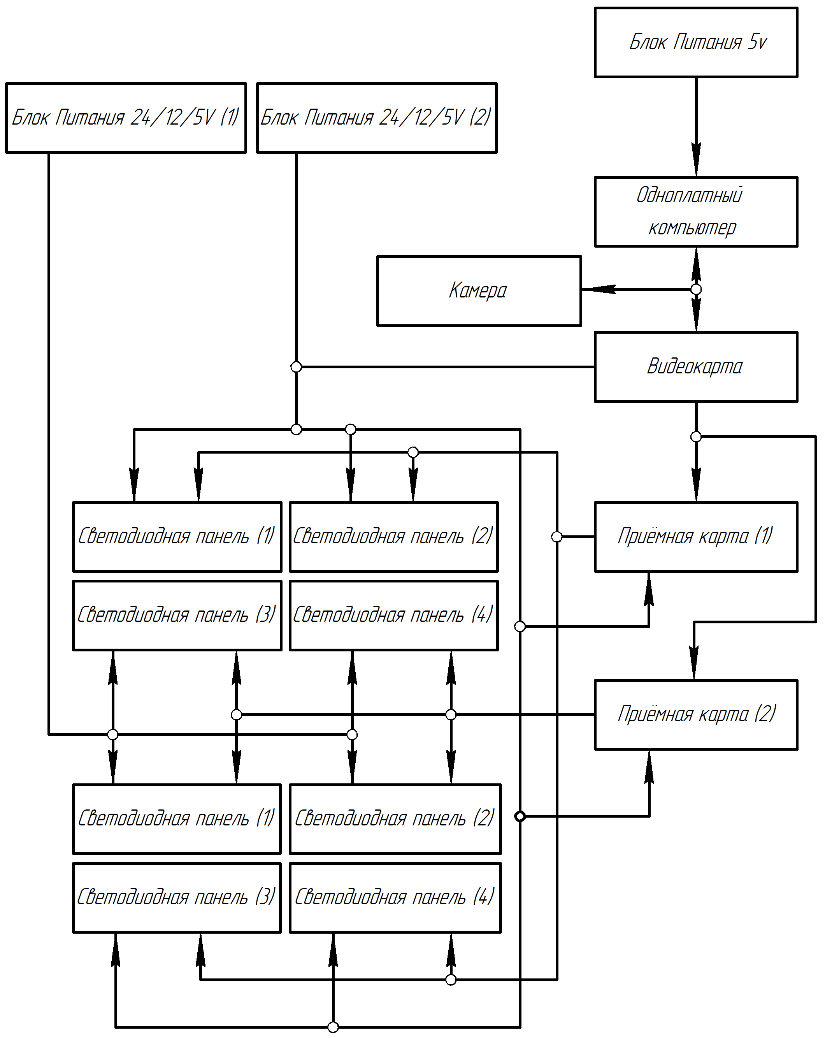 Блок Питания 5v
Блок Питания 24/12/5V (1)
Блок Питания 24/12/5V (2)
Одноплатный
компьютер
Камера
Видеокарта
Светодиодная панель (1)
Светодиодная панель (2)
Приёмная карта (1)
Светодиодная панель (3)
Светодиодная панель (4)
Приёмная карта (2)
Светодиодная панель (1)
Светодиодная панель (2)
Светодиодная панель (3)
Светодиодная панель (4)